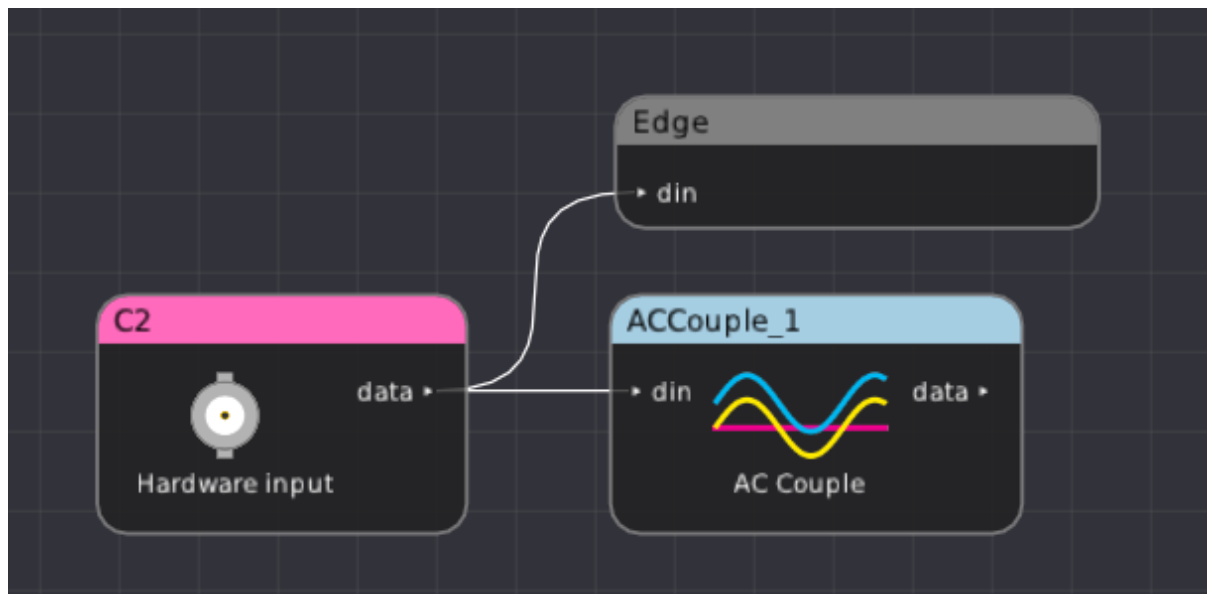 Edge
din
C2
data
Hardware input
ACCouple_1
din
data
AC Couple